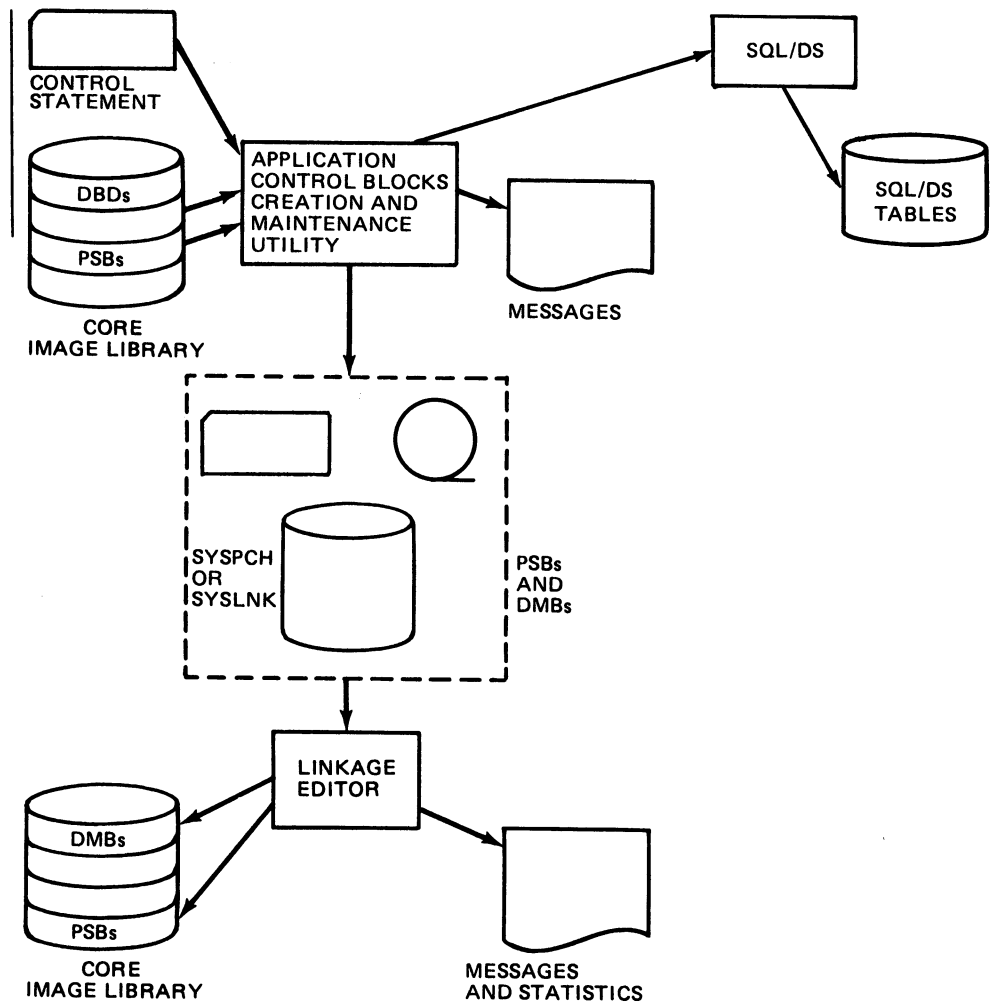 SQL/DS
CONTROL
STATEMENT
APPLICATION
CONTROL BLOCKS
CREATION AND
MAINTENANCE
UTILITY
DBDs
PSBs
SQL/DS
TABLES
MESSAGES
CORE
IMAGE LIBRARY
SYSPCH
OR
SYSLNK
PSBs
AND
DMBs
LINKAGE
EDITOR
DMBs
PSBs
CORE
IMAGE LIBRARY
MESSAGES
AND STATISTICS